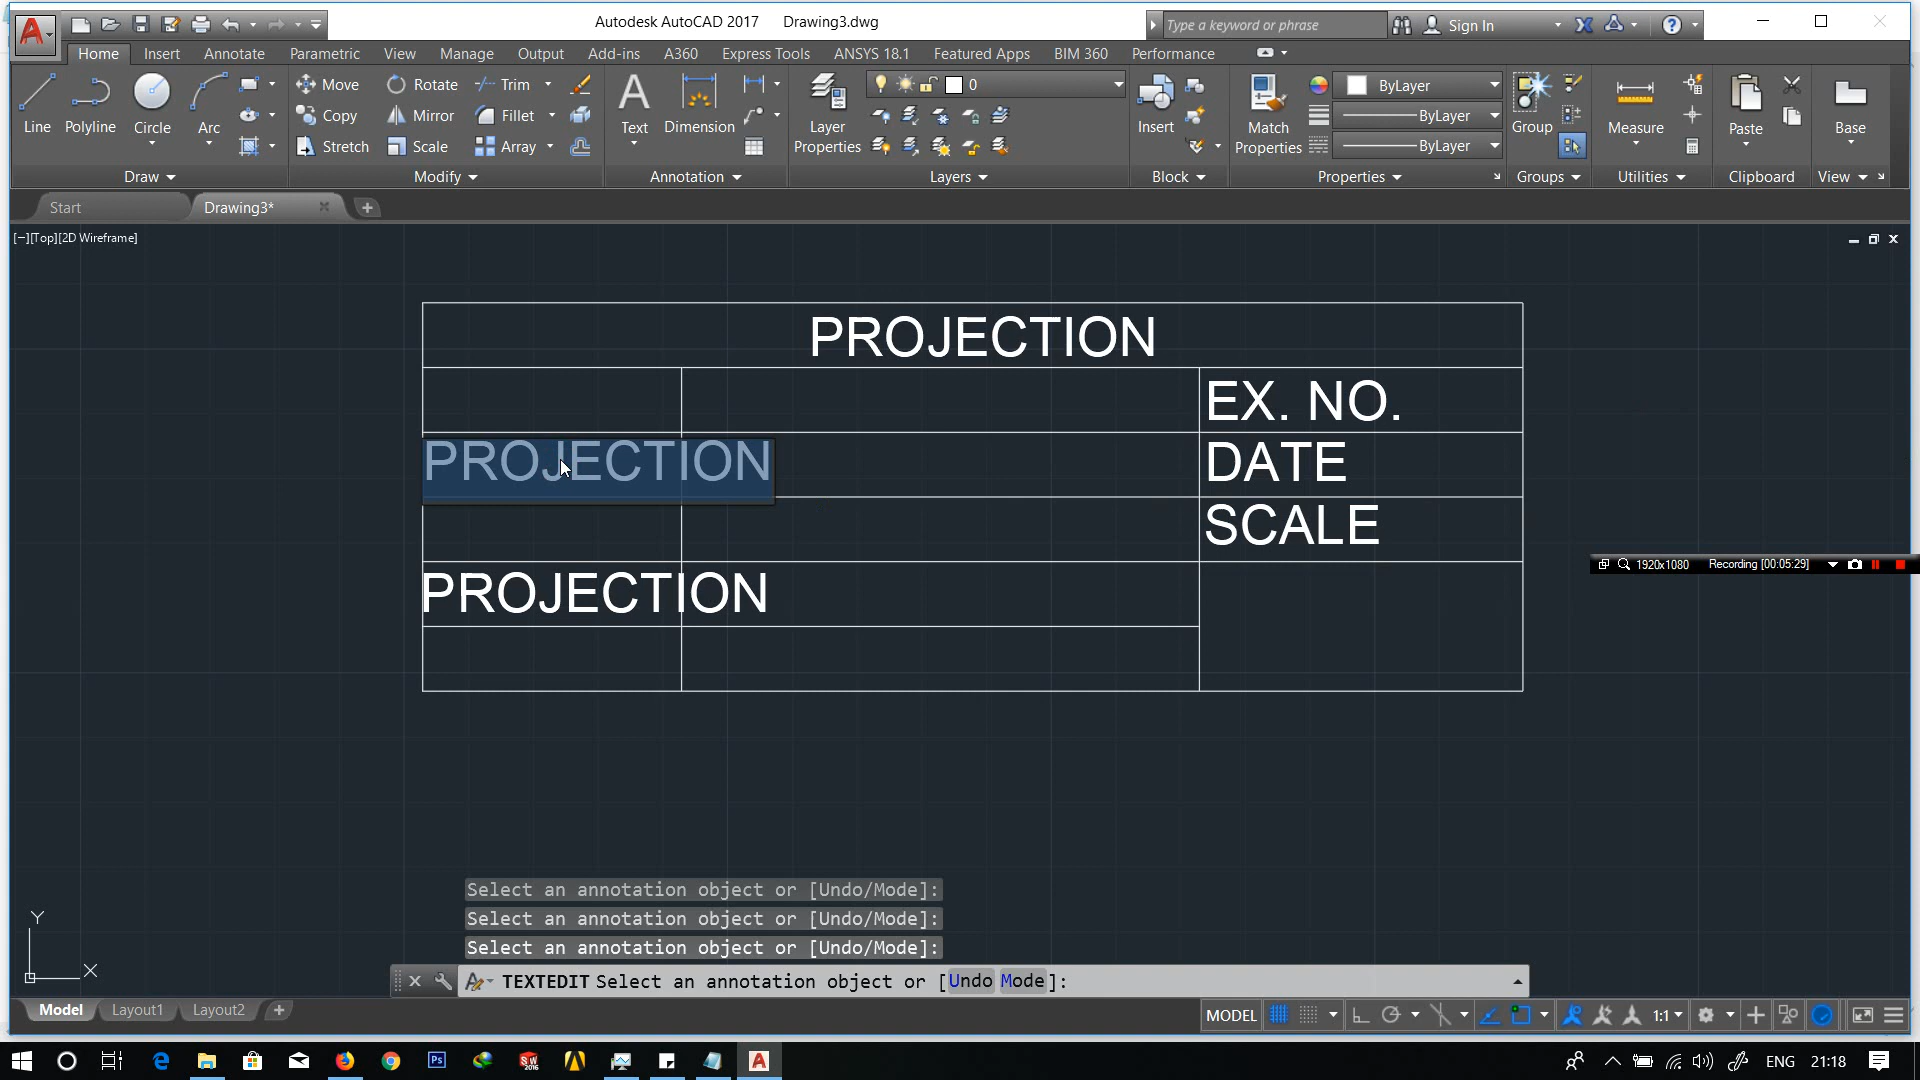 Autodesk AutoCAD 2017 Drawing3.dwg
Type a keyword or phrase
Sign In
Home Insert Annotate Parametric View Manage Output Add-ins A360 Express Tools ANSYS 18.1 Featured Apps BIM 360 Performance
Line Polyline Circle Arc
Move Rotate Trim
Copy Mirror Fillet
Stretch Scale Array
Text Dimension
Layer Properties
0
Insert
Match Properties
ByLayer
ByLayer
ByLayer
Group
Measure
Paste
Base
Draw Modify Annotation Layers Block Properties Groups Utilities Clipboard View
Start Drawing3*
[−][Top][2D Wireframe]
PROJECTION
EX. NO.
PROJECTION DATE
SCALE
PROJECTION
1920x1080 Recording [00:05:29]
Select an annotation object or [Undo/Mode]:
Select an annotation object or [Undo/Mode]:
Select an annotation object or [Undo/Mode]:
TEXTEDIT Select an annotation object or [Undo Mode]:
Y
X
Model Layout1 Layout2
MODEL 1:1
ENG 21:18